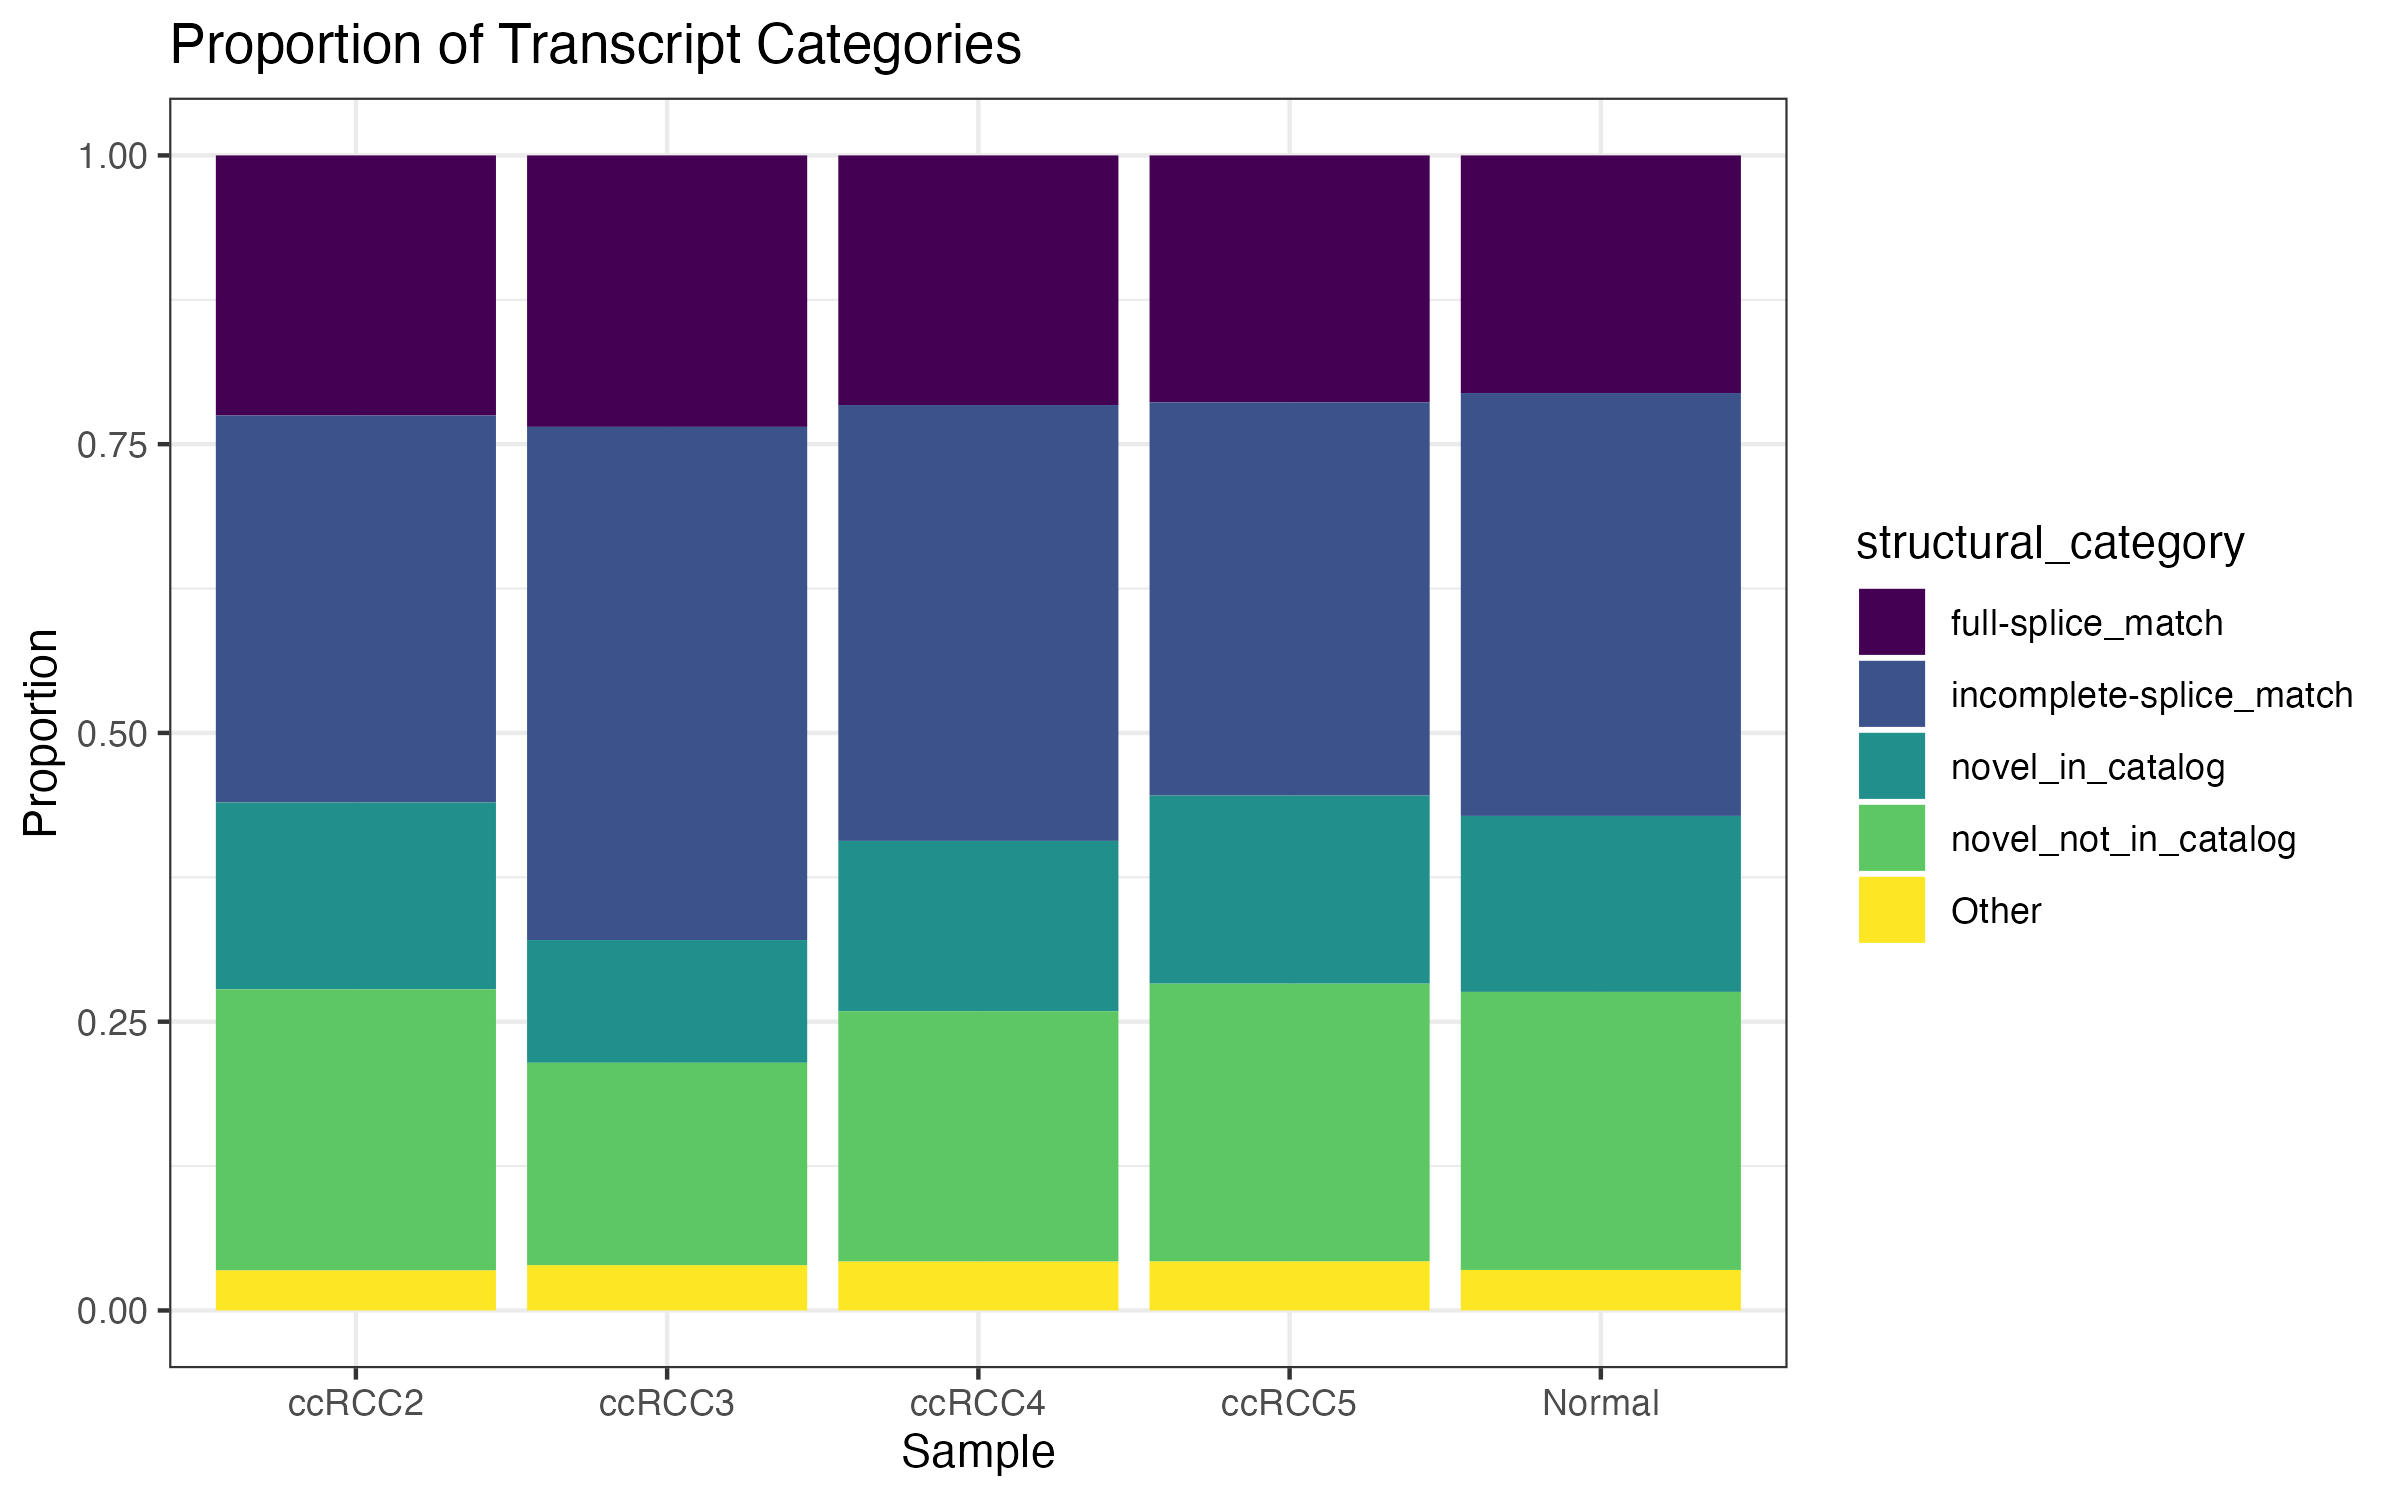 Proportion of Transcript Categories
Proportion
1.00
0.75
0.50
0.25
0.00
ccRCC2 ccRCC3 ccRCC4 ccRCC5 Normal
Sample
structural_category
full-splice_match
incomplete-splice_match
novel_in_catalog
novel_not_in_catalog
Other